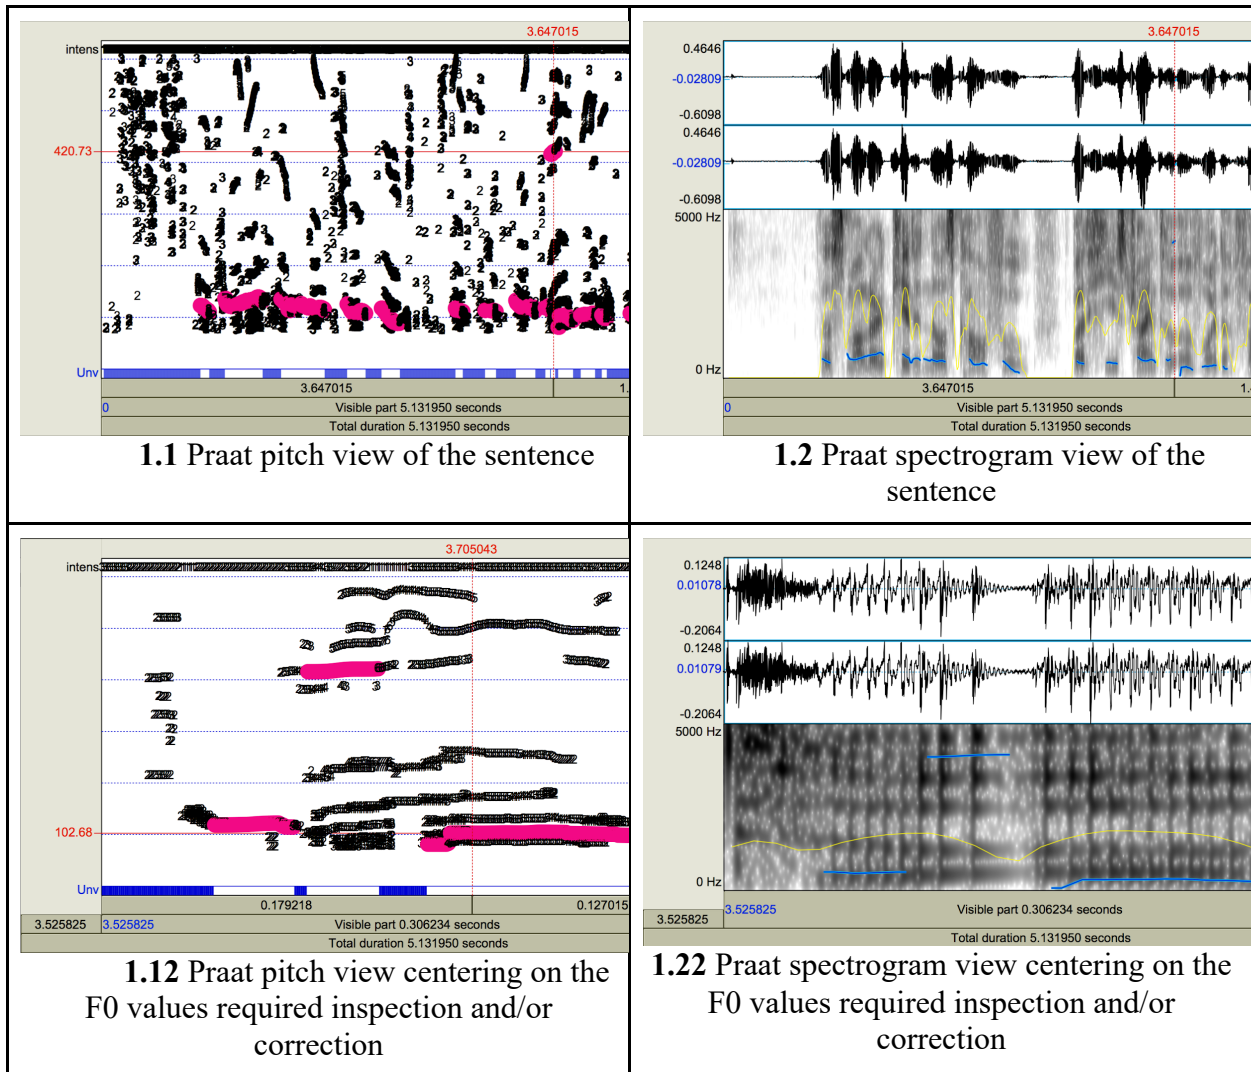 3.647015
intens
420.73
Unv
3.647015
1.
0
Visible part 5.131950 seconds
Total duration 5.131950 seconds
1.1 Praat pitch view of the sentence
3.647015
0.4646
-0.02809
-0.6098
0.4646
-0.02809
-0.6098
5000 Hz
0 Hz
3.647015
1.
0
Visible part 5.131950 seconds
Total duration 5.131950 seconds
1.2 Praat spectrogram view of the
sentence
3.705043
intens
102.68
Unv
0.179218
0.127015
3.525825
3.525825
Visible part 0.306234 seconds
Total duration 5.131950 seconds
1.12 Praat pitch view centering on the
F0 values required inspection and/or
correction
0.1248
0.01078
-0.2064
0.1248
0.01079
-0.2064
5000 Hz
0 Hz
3.525825
3.525825
Visible part 0.306234 seconds
Total duration 5.131950 seconds
1.22 Praat spectrogram view centering on the
F0 values required inspection and/or
correction